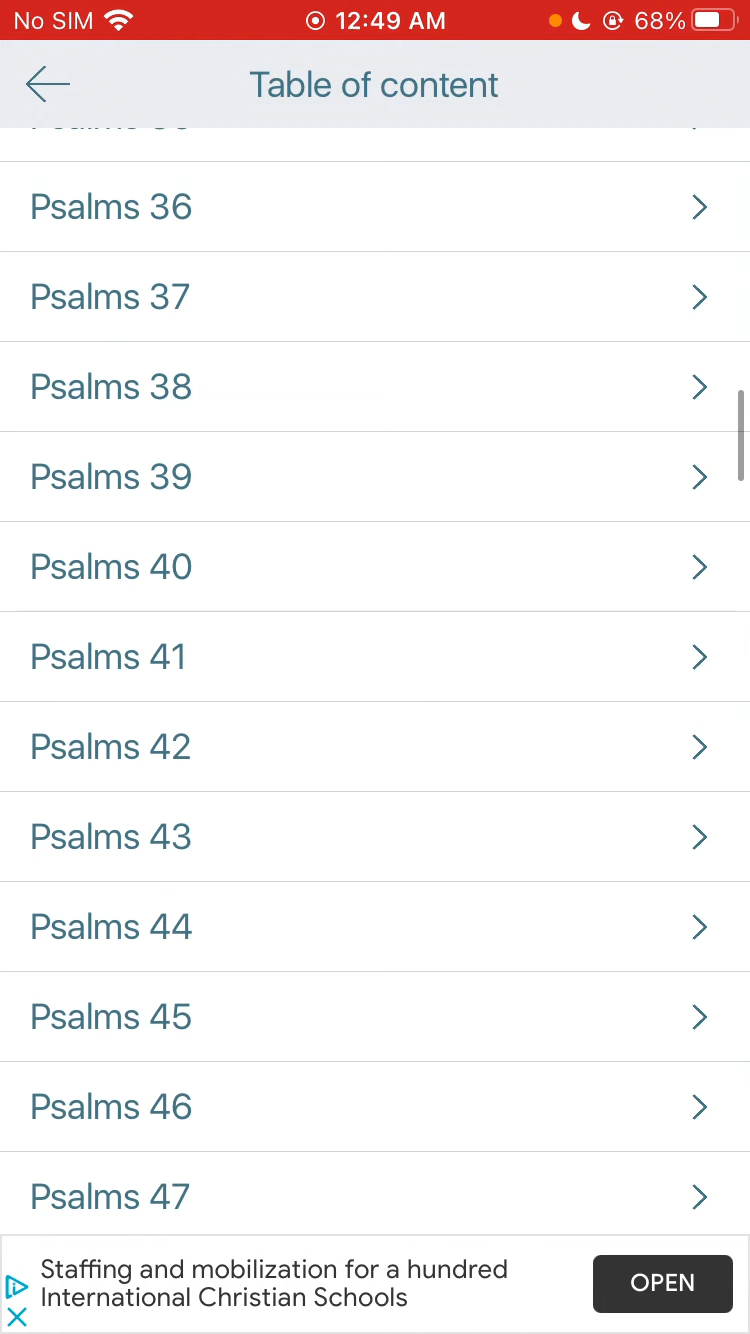 No SIM 12:49 AM 68%
Table of content
Psalms 36
Psalms 37
Psalms 38
Psalms 39
Psalms 40
Psalms 41
Psalms 42
Psalms 43
Psalms 44
Psalms 45
Psalms 46
Psalms 47
Staffing and mobilization for a hundred
International Christian Schools
OPEN